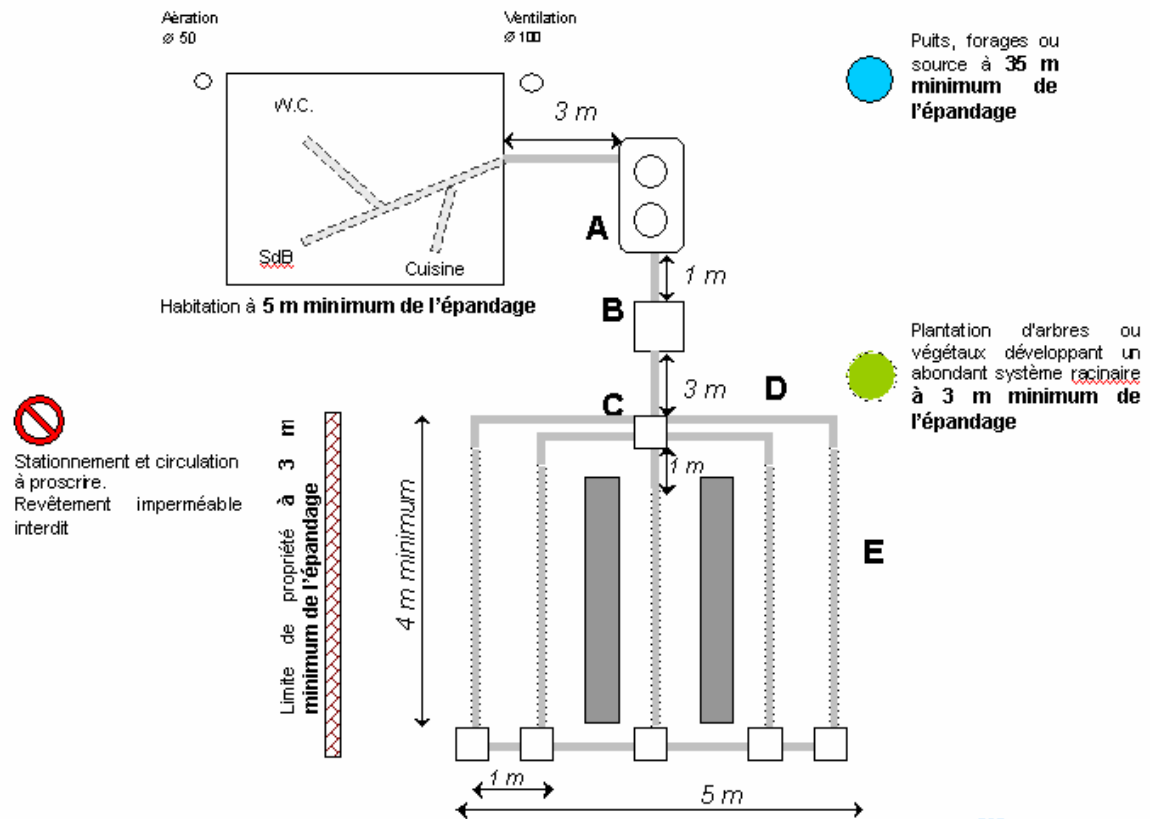 Aération
ø 50
Ventilation
ø 100
Puits, forages ou
source à 35 m
minimum de
l'épandage
W.C.
3 m
SdB
Cuisine
A
1 m
Habitation à 5 m minimum de l'épandage
B
Plantation d'arbres ou
végétaux développant un
abondant système racinaire
à 3 m minimum de
l'épandage
3 m
D
C
Stationnement et circulation
à proscrire.
Revêtement imperméable
interdit
Limite de propriété à 3 m
minimum de l'épandage
4 m minimum
1 m
E
1 m
5 m